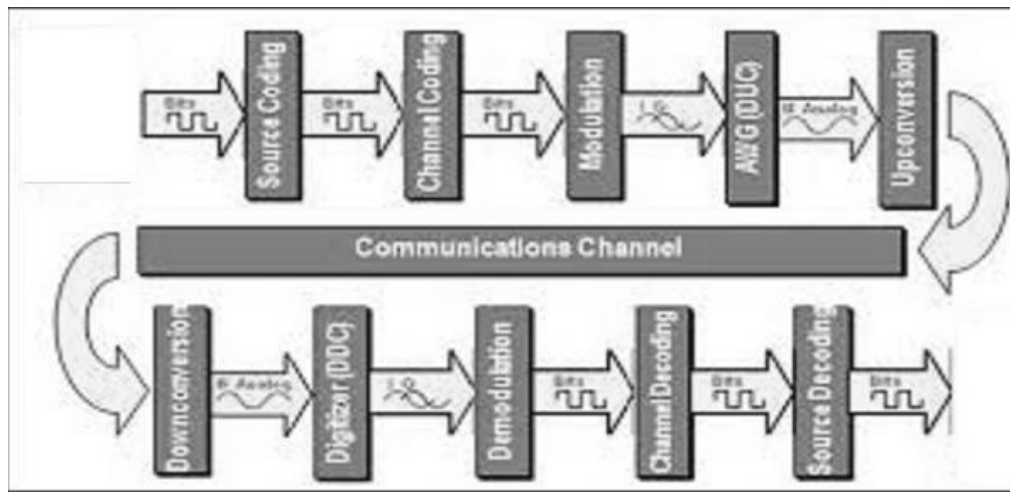 Bits
Source Coding
Bits
Channel Coding
Bits
Modulation
I Q
AWG (DUC)
IF Analog
Upconversion
Communications Channel
Downconversion
IF Analog
Digitizer (DDC)
I Q
Demodulation
Bits
Channel Decoding
Bits
Source Decoding
Bits